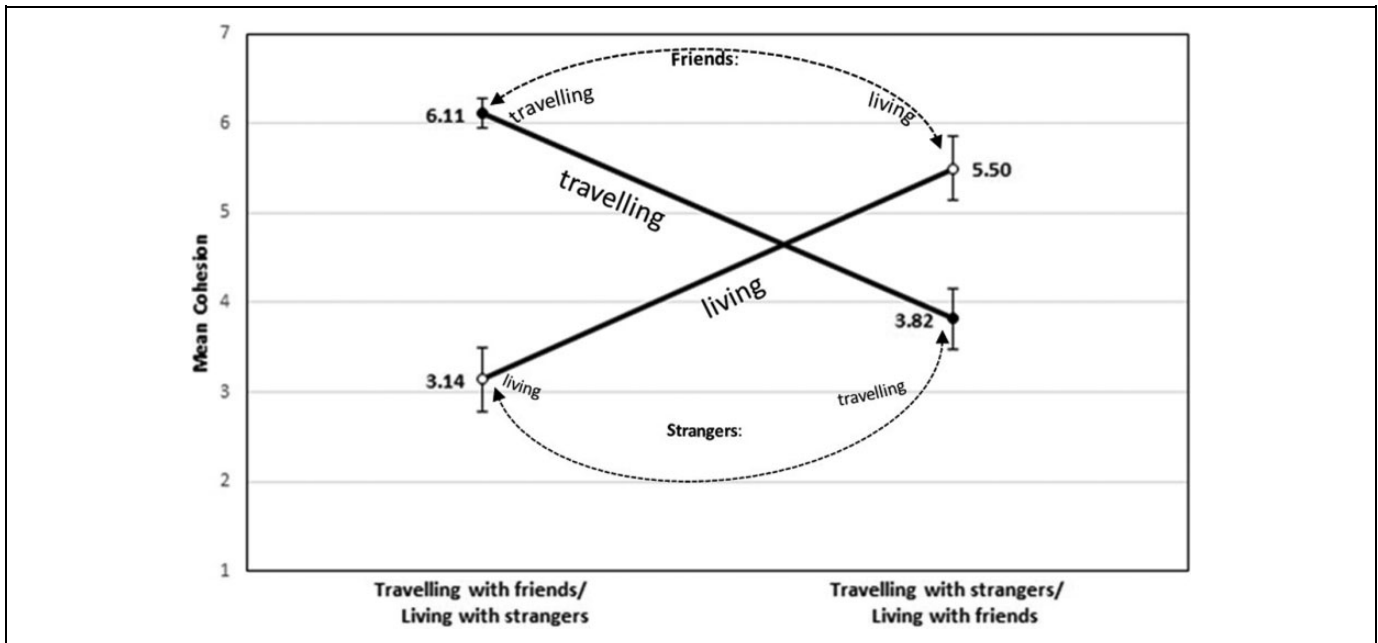 7
Friends:
travelling
living
6.11
6
travelling
5.50
5
Mean Cohesion
living
4
3.82
3.14
living
3
travelling
Strangers:
2
1
Travelling with friends/
Living with strangers
Travelling with strangers/
Living with friends